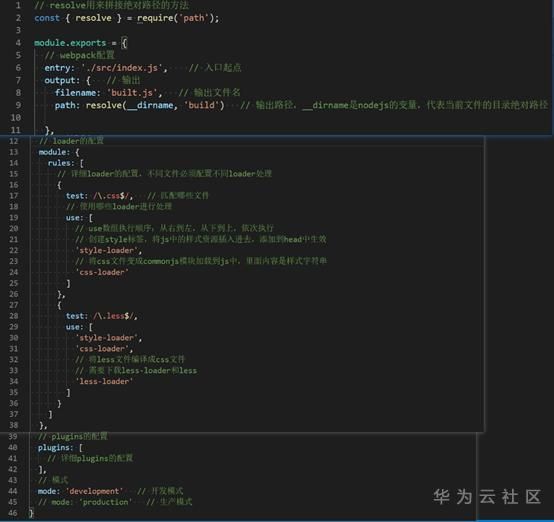 1 // resolve用来拼接绝对路径的方法
2 const { resolve } = require('path');
3
4 module.exports = {
5 // webpack配置
6 entry: './src/index.js', // 入口起点
7 output: { // 输出
8 filename: 'built.js', // 输出文件名
9 path: resolve(__dirname, 'build') // 输出路径，__dirname是nodejs的变量，代表当前文件的目录绝对路径
10
11 },
12 // loader的配置
13 module: {
14 rules: [
15 // 详细loader的配置，不同文件必须配置不同loader处理
16 {
17 test: /\.css$/, // 匹配哪些文件
18 // 使用哪些loader进行处理
19 use: [
20 // use数组执行顺序，从右到左，从下到上，依次执行
21 // 创建style标签，将js中的样式资源插入进去，添加到head中生效
22 'style-loader',
23 // 将css文件变成commonjs模块加载到js中，里面内容是样式字符串
24 'css-loader'
25 ]
26 },
27 {
28 test: /\.less$/,
29 use: [
30 'style-loader',
31 'css-loader',
32 // 将less文件编译成css文件
33 // 需要下载less-loader和less
34 'less-loader'
35 ]
36 }
37 ]
38 },
39 // plugins的配置
40 plugins: [
41 // 详细plugins的配置
42 ],
43 // 模式
44 mode: 'development' // 开发模式
45 // mode: 'production' // 生产模式
46 }
华为云社区